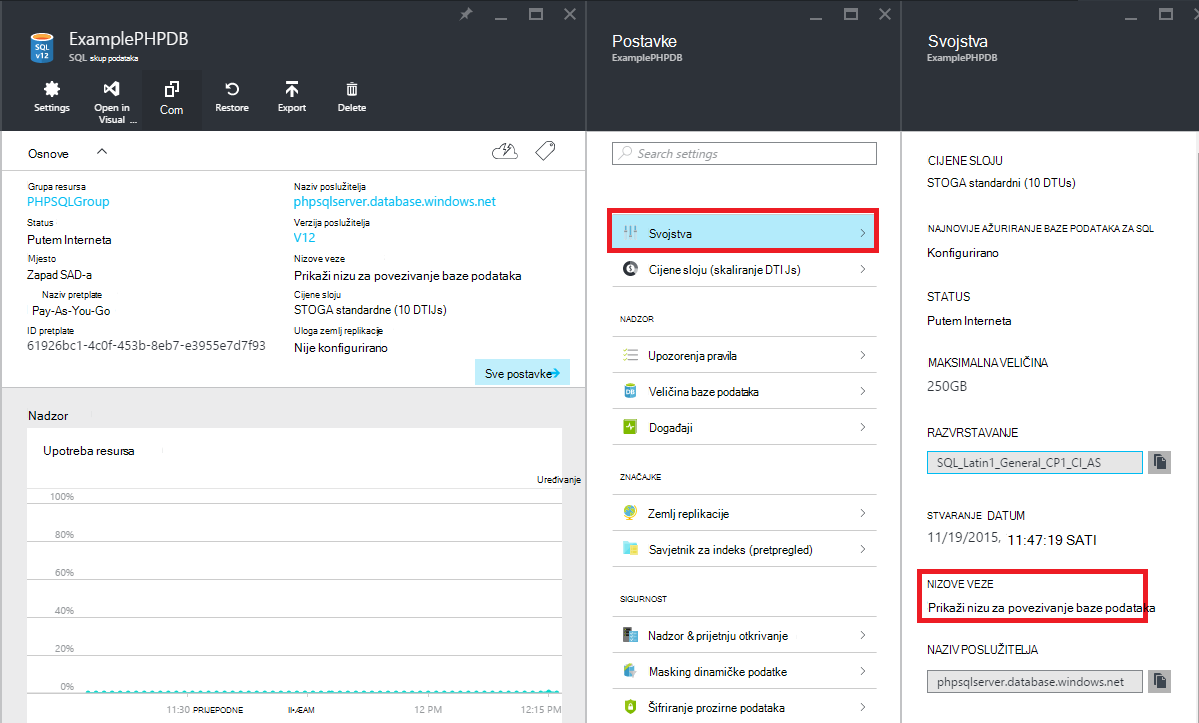 ExamplePHPDB
SQL skup podataka
SQL
v12
Settings
Open in
Visual ...
Com
Restore
Export
Delete
Osnove
Grupa resursa
PHPSQLGroup
Status
Putem Interneta
Mjesto
Zapad SAD-a
Naziv pretplate
Pay-As-You-Go
ID pretplate
61926bc1-4c0f-453b-8eb7-e3955e7d7f93
Naziv poslužitelja
phpsqlserver.database.windows.net
Verzija poslužitelja
V12
Nizove veze
Prikaži nizu za povezivanje baze podataka
Cijene sloju
STOGA standardne (10 DTIJs)
Uloga zemlj replikacije
Nije konfigurirano
Sve postavke
Nadzor
Upotreba resursa
Uređivanje
100%
80%
60%
40%
20%
0%
11:30 PRIJEPODNE
12 PM
12:15 PM
Postavke
ExamplePHPDB
Search settings
Svojstva
Cijene sloju (skaliranje DTI Js)
NADZOR
Upozorenja pravila
Veličina baze podataka
Događaji
ZNAČAJKE
Zemlj replikacije
Savjetnik za indeks (pretpregled)
SIGURNOST
Nadzor & prijetnju otkrivanje
Masking dinamičke podatke
Šifriranje prozirne podataka
Svojstva
ExamplePHPDB
CIJENE SLOJU
STOGA standardni (10 DTUs)
NAJNOVIJE AŽURIRANJE BAZE PODATAKA ZA SQL
Konfigurirano
STATUS
Putem Interneta
MAKSIMALNA VELIČINA
250GB
RAZVRSTAVANJE
SQL_Latin1_General_CP1_CI_AS
STVARANJE DATUM
11/19/2015, 11:47:19 SATI
NIZOVE VEZE
Prikaži nizu za povezivanje baze podataka
NAZIV POSLUŽITELJA
phpsqlserver.database.windows.net